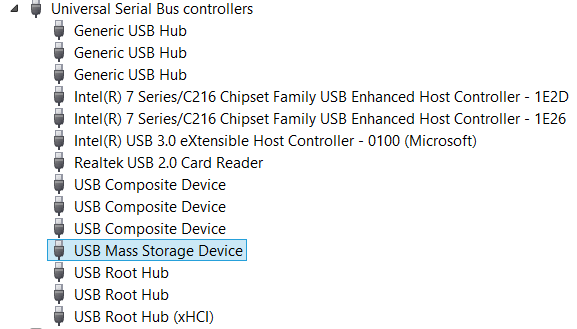 Universal Serial Bus controllers
Generic USB Hub
Generic USB Hub
Generic USB Hub
Intel(R) 7 Series/C216 Chipset Family USB Enhanced Host Controller - 1E2D
Intel(R) 7 Series/C216 Chipset Family USB Enhanced Host Controller - 1E26
Intel(R) USB 3.0 eXtensible Host Controller - 0100 (Microsoft)
Realtek USB 2.0 Card Reader
USB Composite Device
USB Composite Device
USB Composite Device
USB Mass Storage Device
USB Root Hub
USB Root Hub
USB Root Hub (xHCI)